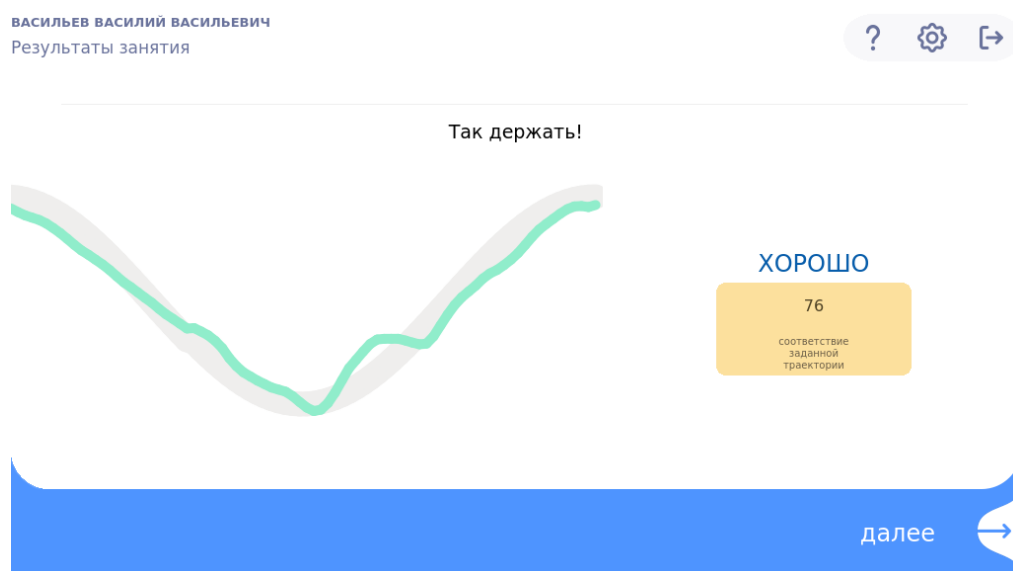 ВАСИЛЬЕВ ВАСИЛИЙ ВАСИЛЬЕВИЧ
Результаты занятия
?
Так держать!
ХОРОШО
76
соответствие
заданной
траектории
далее